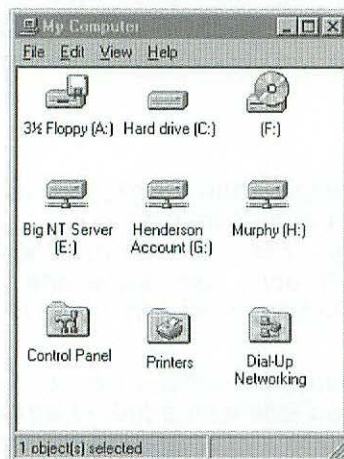 My Computer
File Edit View Help
3½ Floppy (A:) Hard drive (C:) (F:)
Big NT Server Henderson Murphy (H:)
(E:) Account (G:)
Control Panel Printers Dial-Up
Networking
1 object(s) selected